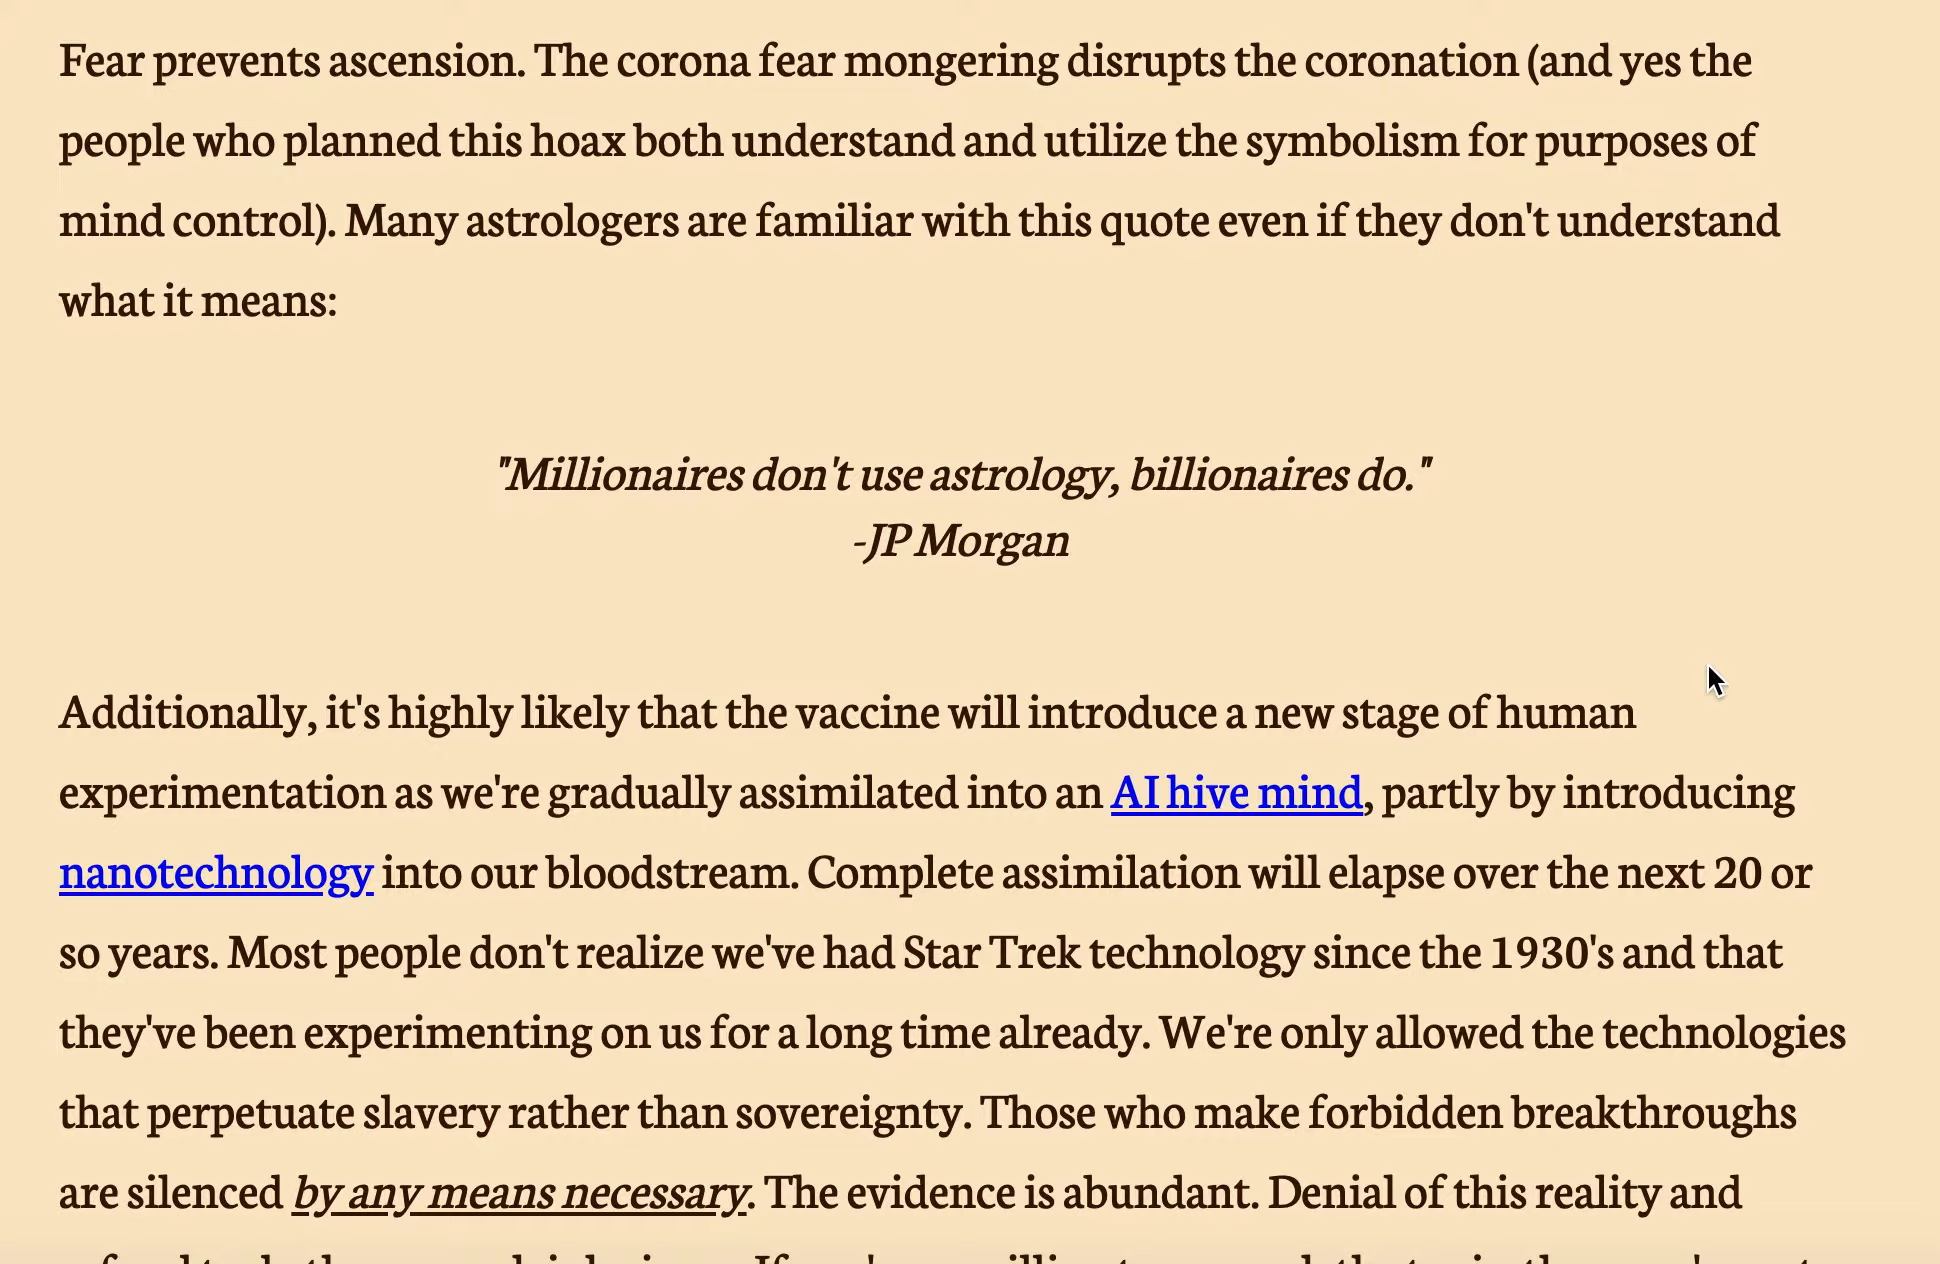 Fear prevents ascension. The corona fear mongering disrupts the coronation (and yes the
people who planned this hoax both understand and utilize the symbolism for purposes of
mind control). Many astrologers are familiar with this quote even if they don't understand
what it means:
"Millionaires don't use astrology, billionaires do."
-JP Morgan
Additionally, it's highly likely that the vaccine will introduce a new stage of human
experimentation as we're gradually assimilated into an AI hive mind, partly by introducing
nanotechnology into our bloodstream. Complete assimilation will elapse over the next 20 or
so years. Most people don't realize we've had Star Trek technology since the 1930's and that
they've been experimenting on us for a long time already. We're only allowed the technologies
that perpetuate slavery rather than sovereignty. Those who make forbidden breakthroughs
are silenced by any means necessary. The evidence is abundant. Denial of this reality and